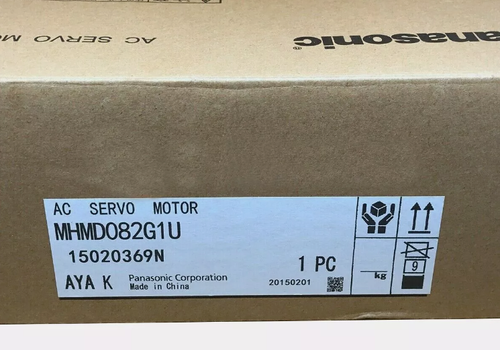 Panasonic®
AC SERVO MO
AC SERVO MOTOR
MHMD082G1U
15020369N
1 PC
AYA K
Panasonic Corporation
Made in China
20150201
kg
9